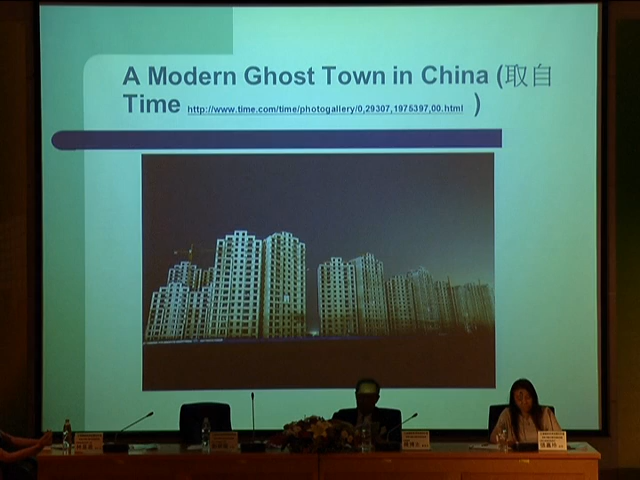 A Modern Ghost Town in China (取自
Time http://www.time.com/time/photogallery/0,29307,1975397,00.html )